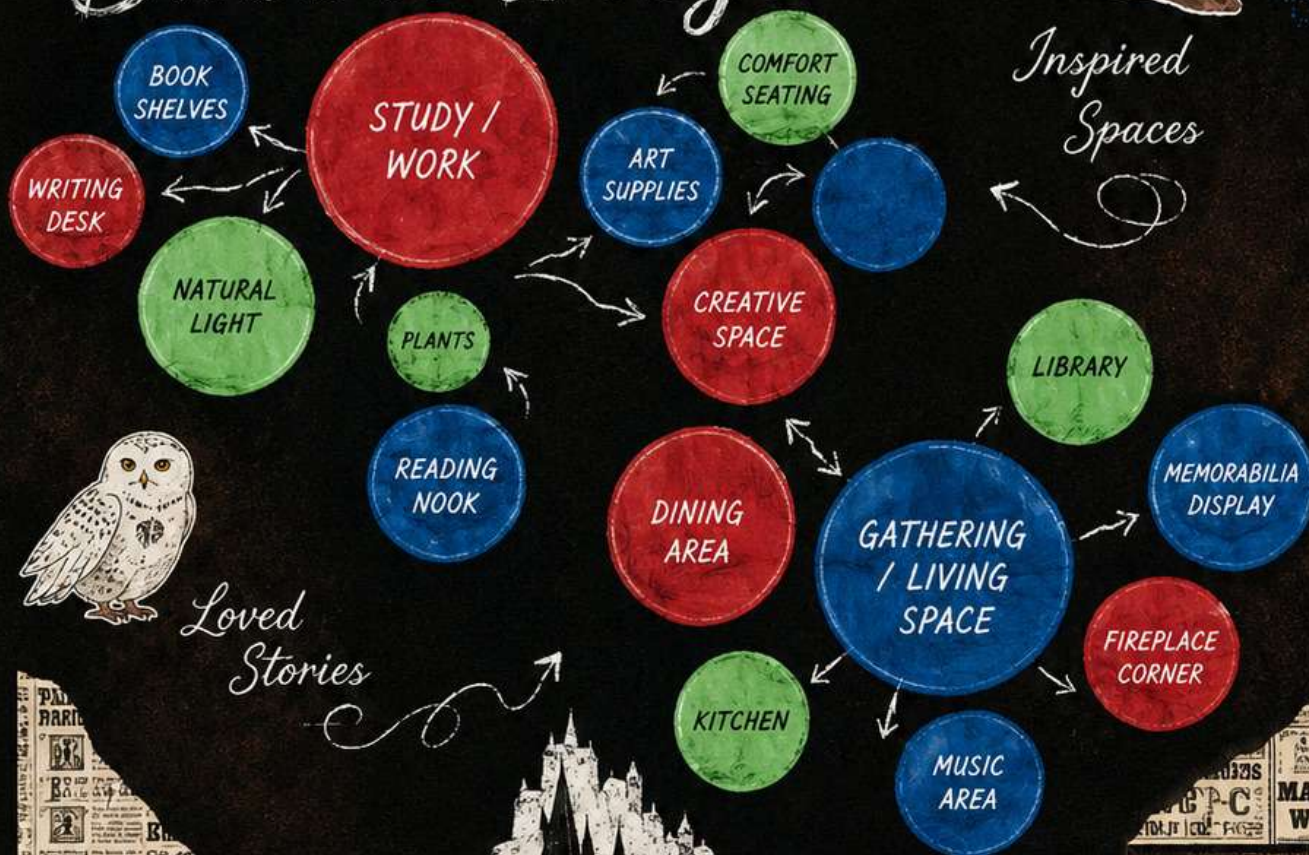 BOOK
SHELVES
STUDY /
WORK
COMFORT
SEATING
Inspired
Spaces
WRITING
DESK
ART
SUPPLIES
NATURAL
LIGHT
PLANTS
CREATIVE
SPACE
LIBRARY
READING
NOOK
DINING
AREA
GATHERING
/ LIVING
SPACE
MEMORABILIA
DISPLAY
Loved
Stories
FIREPLACE
CORNER
KITCHEN
MUSIC
AREA